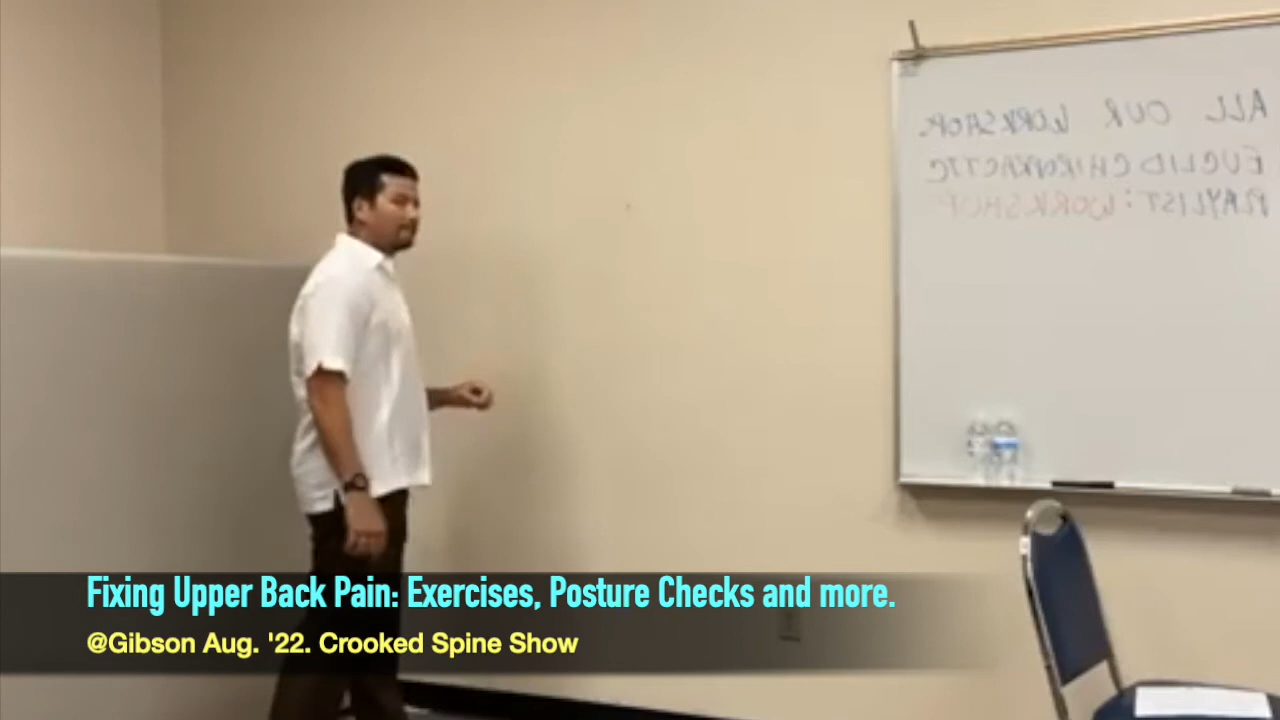 ALL OUR WORKSHOP
EUCLID CHIROPRACTIC
PLAYLIST: WORKSHOP
Fixing Upper Back Pain: Exercises, Posture Checks and more.
@Gibson Aug. '22. Crooked Spine Show